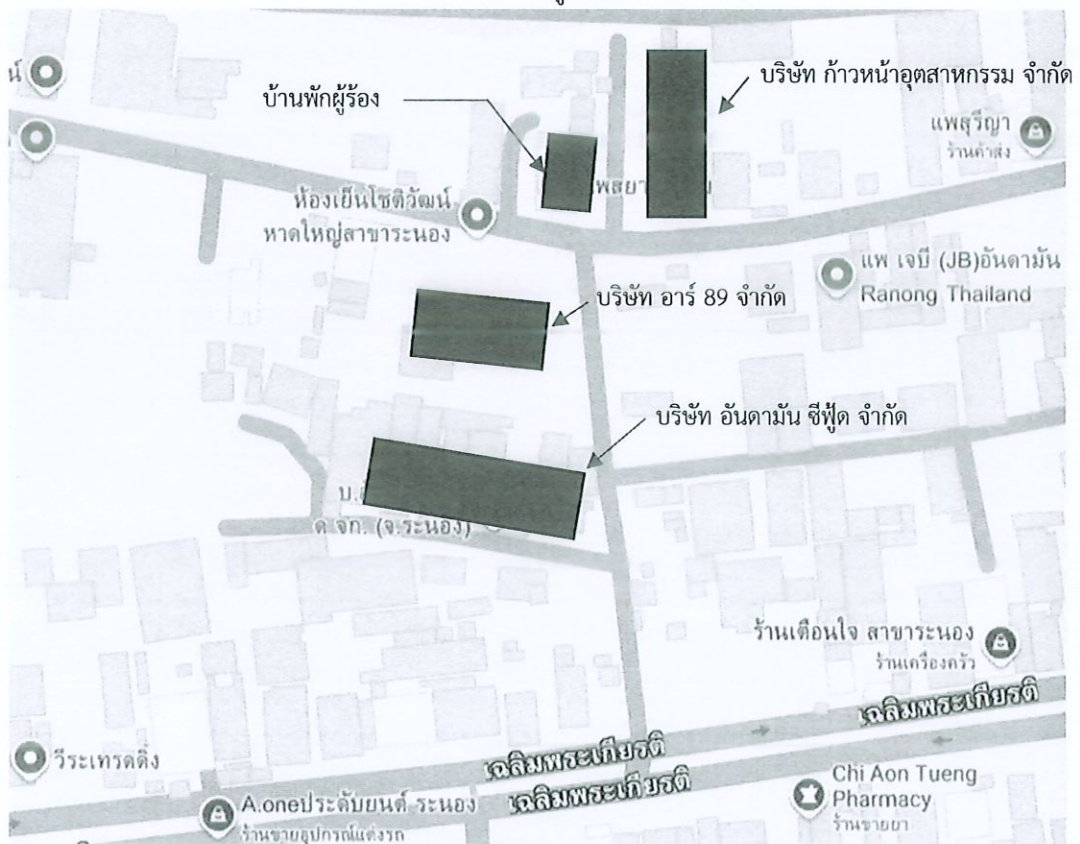 บริษัท ก้าวหน้าอุตสาหกรรม จำกัด
บ้านพักผู้ร้อง
แพสุรีญา
ร้านค้าส่ง
ห้องเย็นโชติวัฒน์
หาดใหญ่สาขาระนอง
แพ เจบี (JB)อันดามัน
Ranong Thailand
บริษัท อาร์ 89 จำกัด
บริษัท อันดามัน ซีฟู้ด จำกัด
จก. (จ.ระนอง)
ร้านเตือนใจ สาขาระนอง
ร้านเครื่องครัว
เฉลิมพระเกียรติ
เฉลิมพระเกียรติ
เฉลิมพระเกียรติ
วีระเทรดดิ้ง
Chi Aon Tueng
Pharmacy
ร้านขายยา
A.oneประดับยนต์ ระนอง
ร้านขายอุปกรณ์แต่งรถ